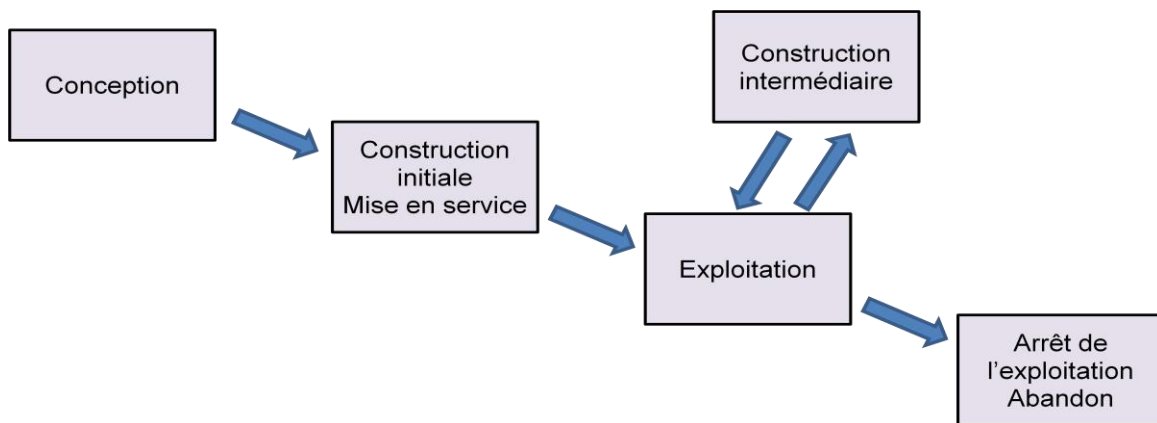 Conception
Construction
intermédiaire
Construction
initiale
Mise en service
Exploitation
Arrêt de
l'exploitation
Abandon